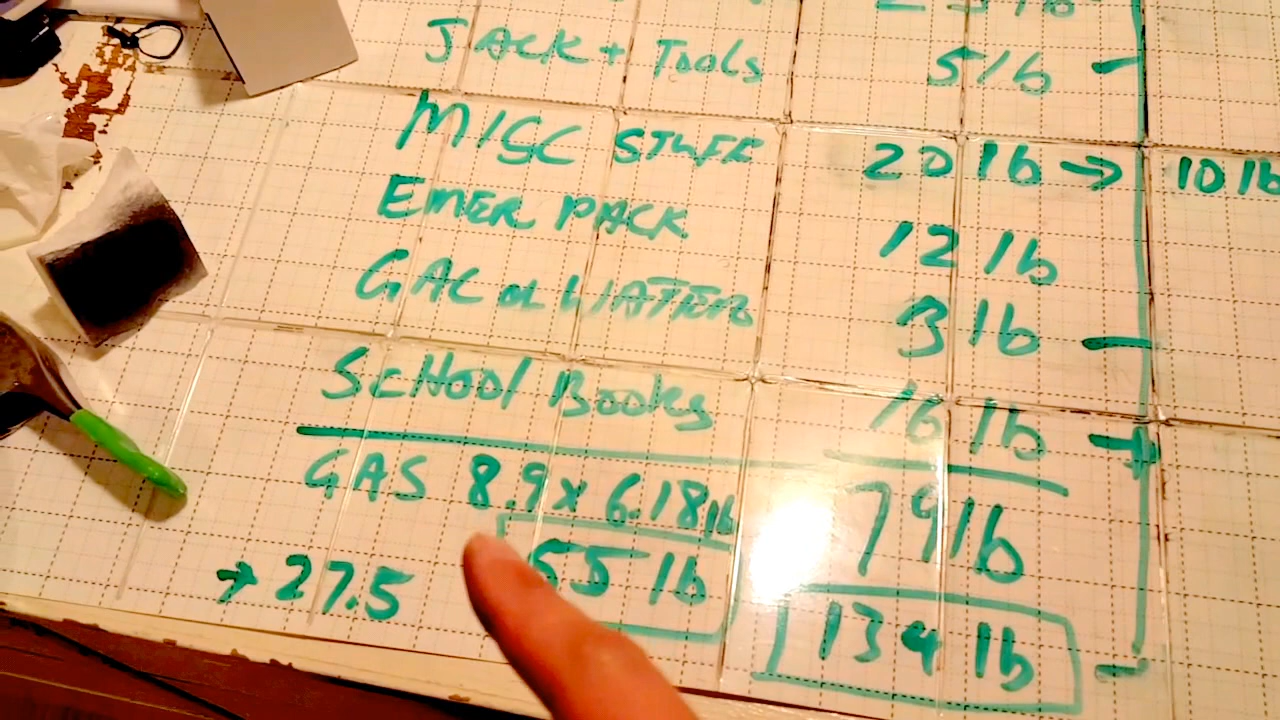 JACK + Tools 5 lb -
MISC STUFF 20 lb → 10 lb
EMER PACK 12 lb
GAL OF WATER 3 lb -
SCHOOL BOOKS 16 lb
GAS 8.9 x 6.18 lb 79 lb
→ 27.5 55 lb 134 lb -